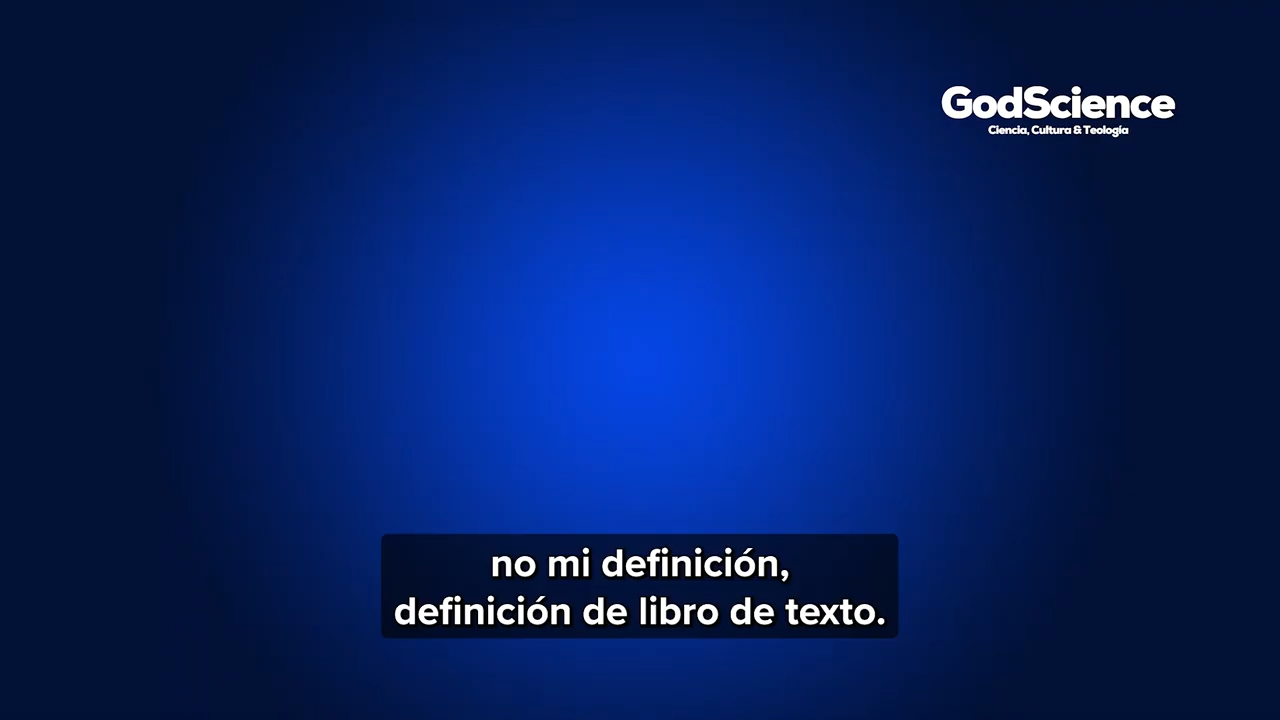 GodScience
Ciencia, Cultura & Teología
no mi definición,
definición de libro de texto.